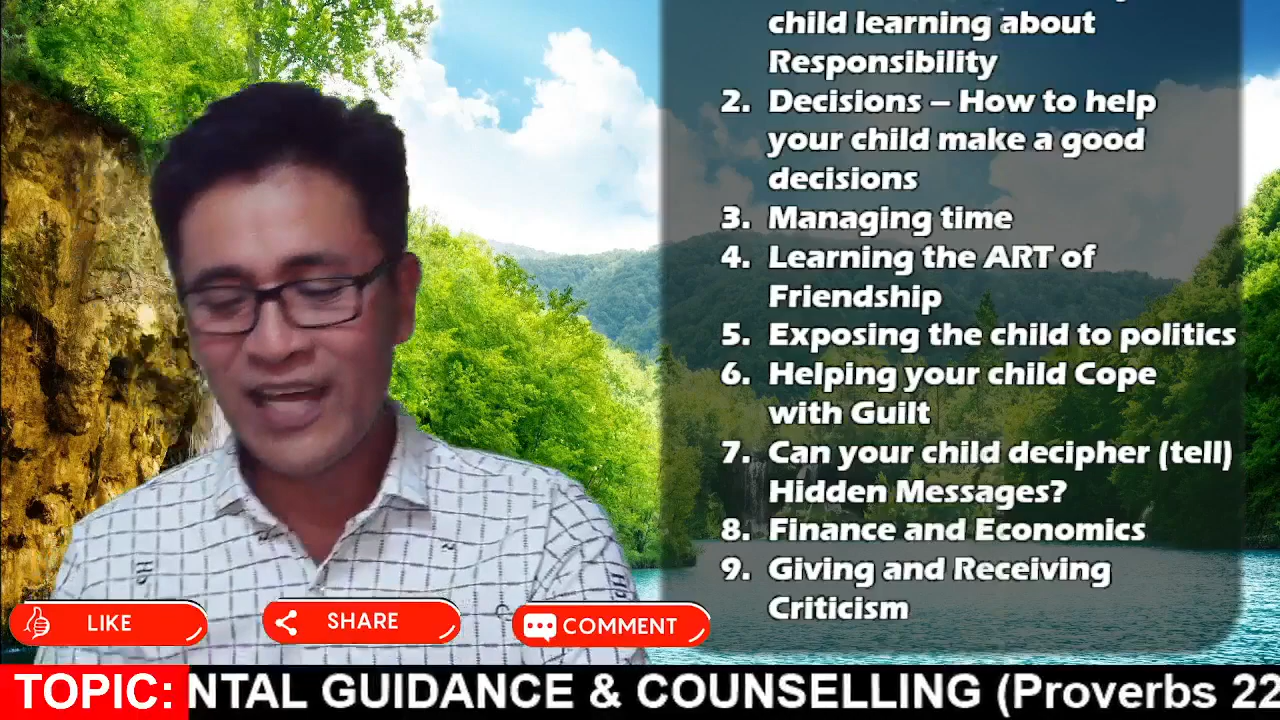 child learning about
Responsibility
2. Decisions – How to help
your child make a good
decisions
3. Managing time
4. Learning the ART of
Friendship
5. Exposing the child to politics
6. Helping your child Cope
with Guilt
7. Can your child decipher (tell)
Hidden Messages?
8. Finance and Economics
9. Giving and Receiving
Criticism
LIKE
SHARE
COMMENT
TOPIC: NTAL GUIDANCE & COUNSELLING (Proverbs 22